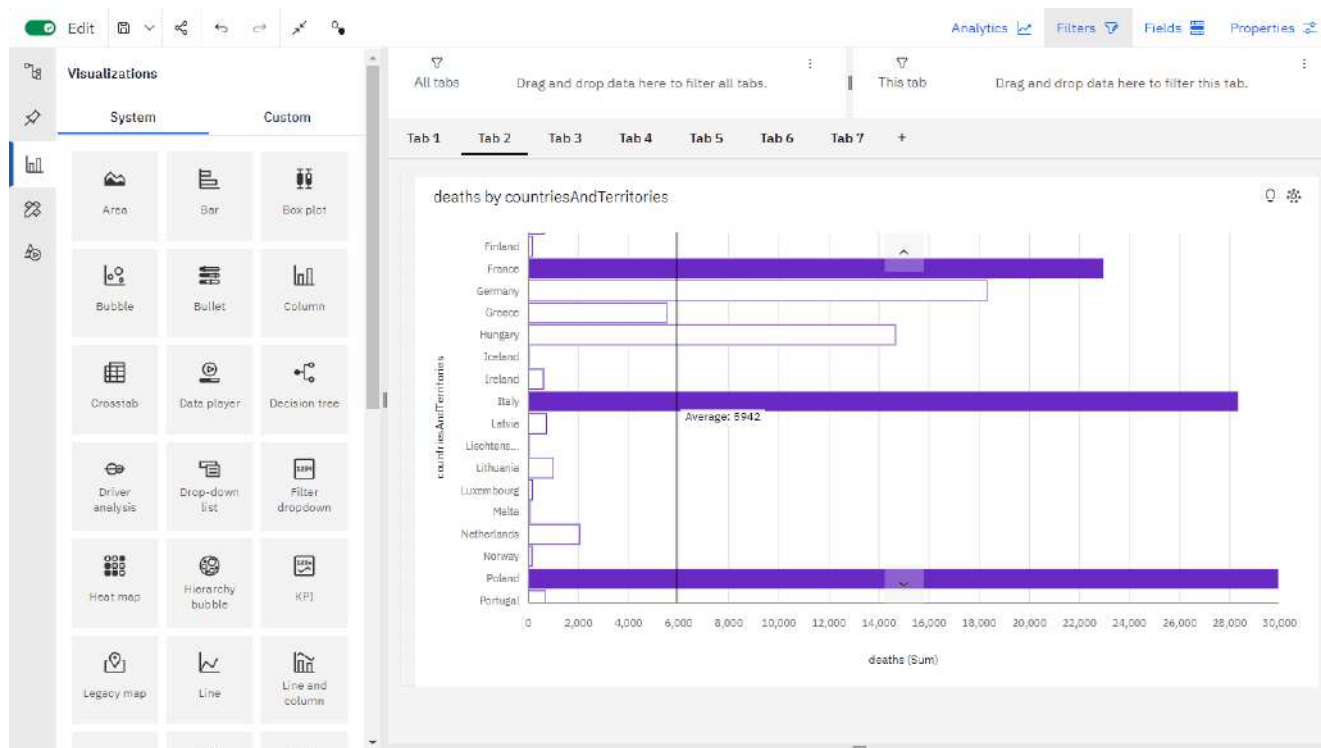 Edit
Analytics
Filters
Fields
Properties
Visualizations
System
Custom
Area
Bar
Box plot
Bubble
Bullet
Column
Crosstab
Data player
Decision tree
Driver
analysis
Drop-down
list
Filter
dropdown
Heat map
Hierarchy
bubble
KPI
Legacy map
Line
Line and
column
All tabs
Drag and drop data here to filter all tabs.
This tab
Drag and drop data here to filter this tab.
Tab 1
Tab 2
Tab 3
Tab 4
Tab 5
Tab 6
Tab 7
+
deaths by countriesAndTerritories
countriesAndTerritories
Finland
France
Germany
Greece
Hungary
Iceland
Ireland
Italy
Latvia
Liechtens...
Lithuania
Luxembourg
Malta
Netherlands
Norway
Poland
Portugal
Average: 5942
0
2,000
4,000
6,000
8,000
10,000
12,000
14,000
16,000
18,000
20,000
22,000
24,000
26,000
28,000
30,000
deaths (Sum)